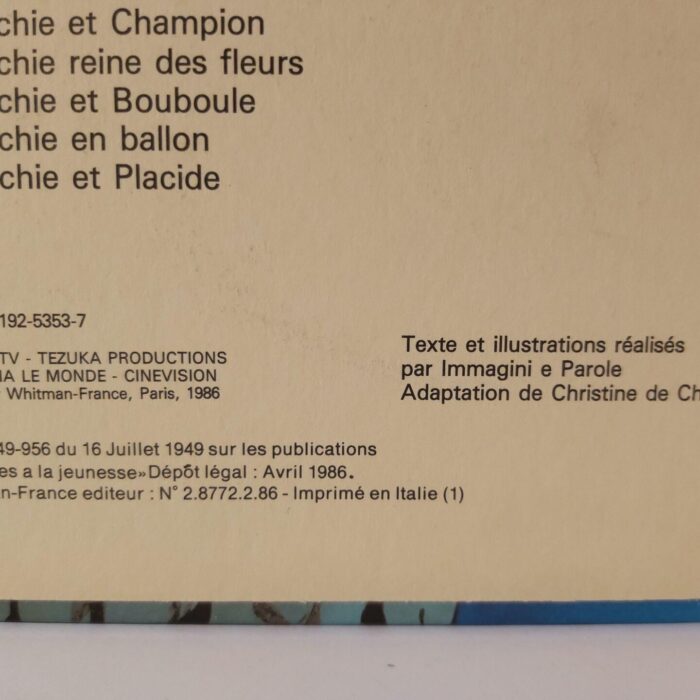 chie et Champion
chie reine des fleurs
chie et Bouboule
chie en ballon
chie et Placide
192-5353-7
TV - TEZUKA PRODUCTIONS
IA LE MONDE - CINEVISION
Whitman-France, Paris, 1986
Texte et illustrations réalisés
par Immagini e Parole
Adaptation de Christine de Ch
49-956 du 16 Juillet 1949 sur les publications
es a la jeunesse» Dépôt légal : Avril 1986.
n-France editeur : N° 2.8772.2.86 - Imprimé en Italie (1)